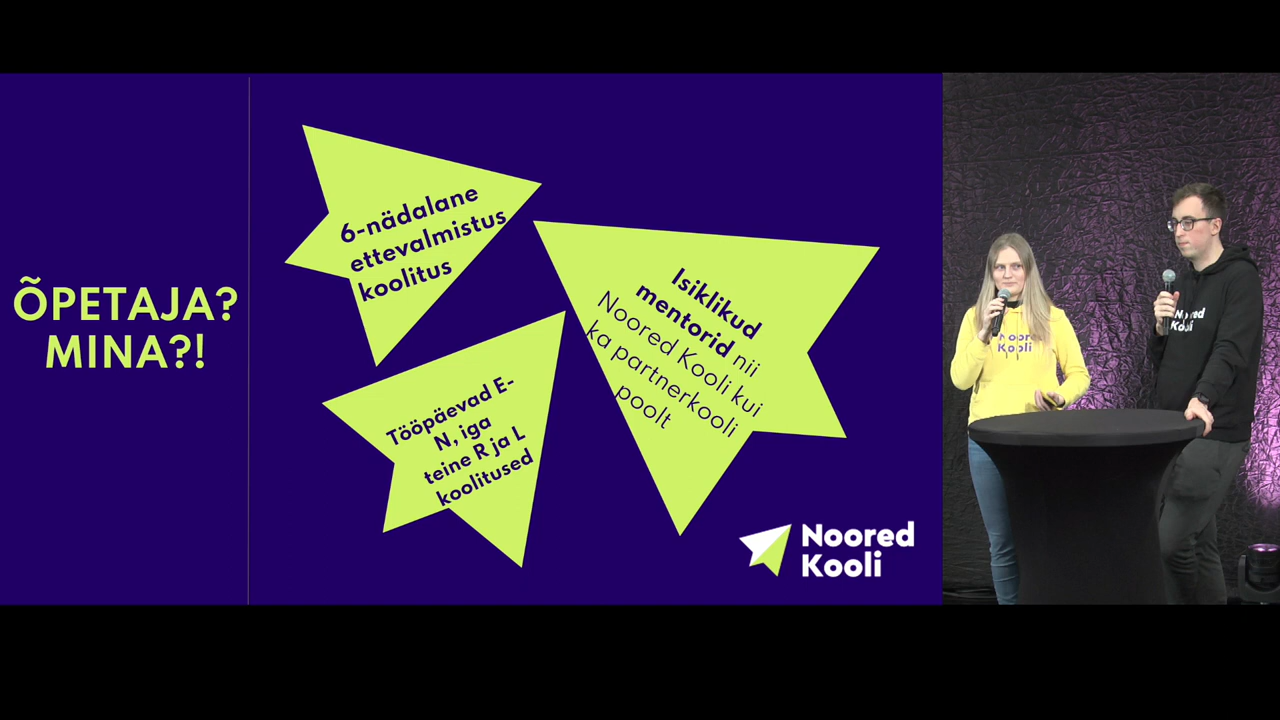 ÕPETAJA?
MINA?!
6-nädalane
ettevalmistus
koolitus
Isiklikud
mentorid nii
Noored Kooli kui
ka partnerkooli
poolt
Tööpäevad E-
N, iga
teine R ja L
koolitused
Noored
Kooli
Noored
Kooli
Noored
Kooli